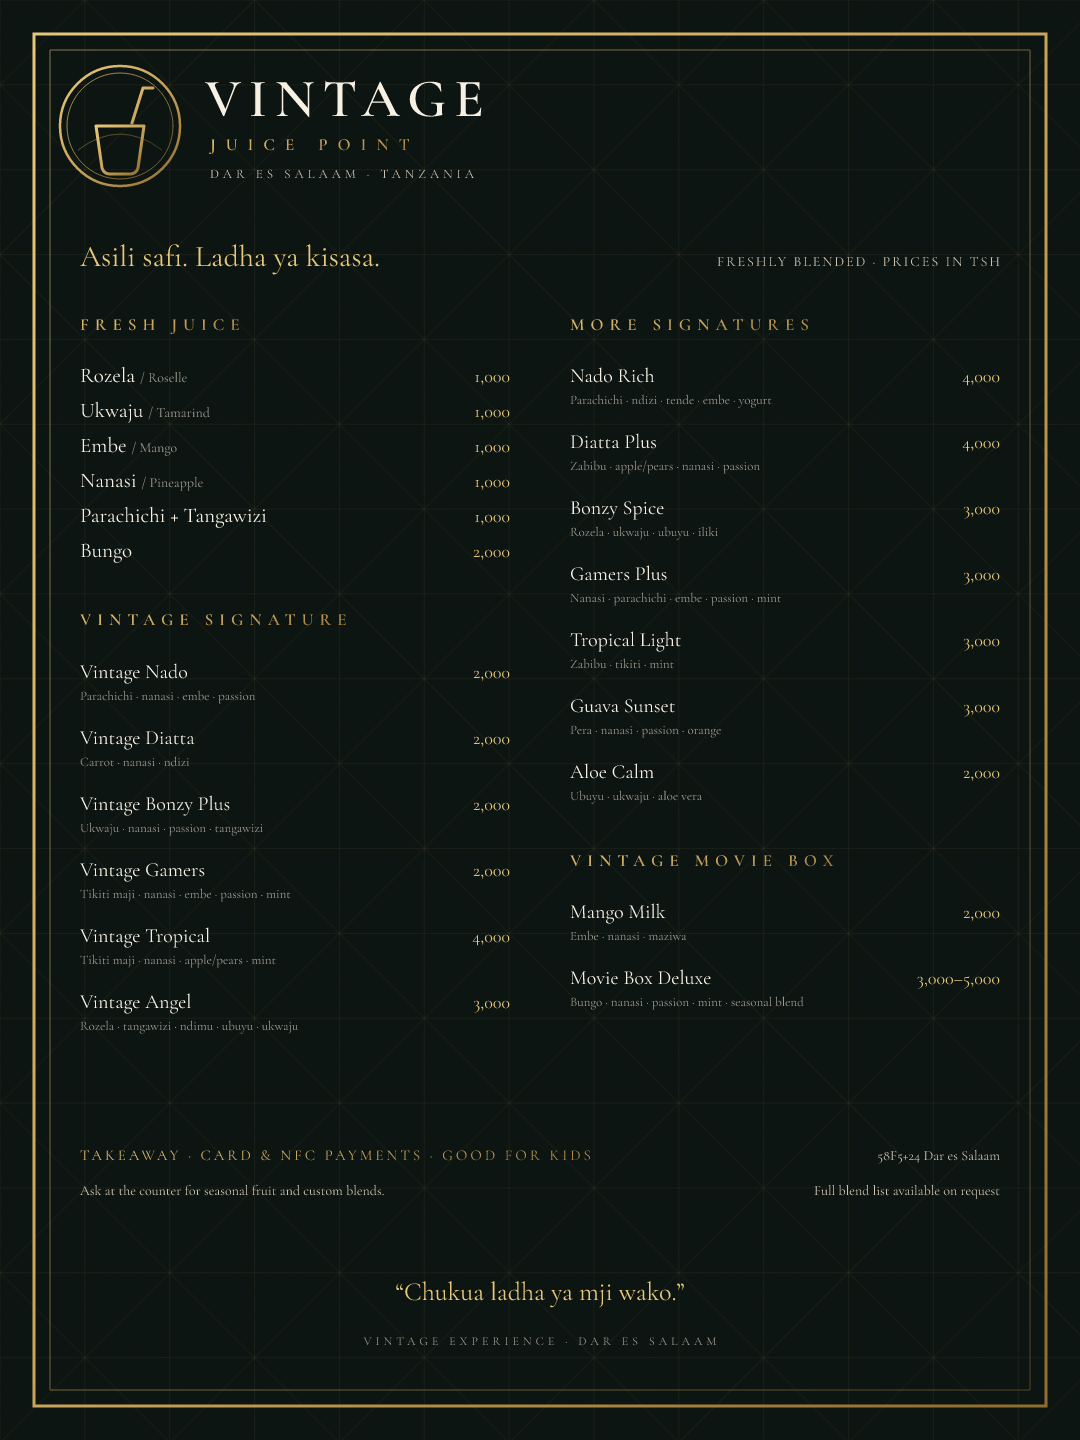 VINTAGE
JUICE POINT
DAR ES SALAAM · TANZANIA
Asili safi. Ladha ya kisasa.
FRESHLY BLENDED · PRICES IN TSH
FRESH JUICE
Rozela / Roselle 1,000
Ukwaju / Tamarind 1,000
Embe / Mango 1,000
Nanasi / Pineapple 1,000
Parachichi + Tangawizi 1,000
Bungo 2,000
VINTAGE SIGNATURE
Vintage Nado 2,000
Parachichi · nanasi · embe · passion
Vintage Diatta 2,000
Carrot · nanasi · ndizi
Vintage Bonzy Plus 2,000
Ukwaju · nanasi · passion · tangawizi
Vintage Gamers 2,000
Tikiti maji · nanasi · embe · passion · mint
Vintage Tropical 4,000
Tikiti maji · nanasi · apple/pears · mint
Vintage Angel 3,000
Rozela · tangawizi · ndimu · ubuyu · ukwaju
MORE SIGNATURES
Nado Rich 4,000
Parachichi · ndizi · tende · embe · yogurt
Diatta Plus 4,000
Zabibu · apple/pears · nanasi · passion
Bonzy Spice 3,000
Rozela · ukwaju · ubuyu · iliki
Gamers Plus 3,000
Nanasi · parachichi · embe · passion · mint
Tropical Light 3,000
Zabibu · tikiti · mint
Guava Sunset 3,000
Pera · nanasi · passion · orange
Aloe Calm 2,000
Ubuyu · ukwaju · aloe vera
VINTAGE MOVIE BOX
Mango Milk 2,000
Embe · nanasi · maziwa
Movie Box Deluxe 3,000–5,000
Bungo · nanasi · passion · mint · seasonal blend
TAKEAWAY · CARD & NFC PAYMENTS · GOOD FOR KIDS
58F5+24 Dar es Salaam
Ask at the counter for seasonal fruit and custom blends.
Full blend list available on request
“Chukua ladha ya mji wako.”
VINTAGE EXPERIENCE · DAR ES SALAAM